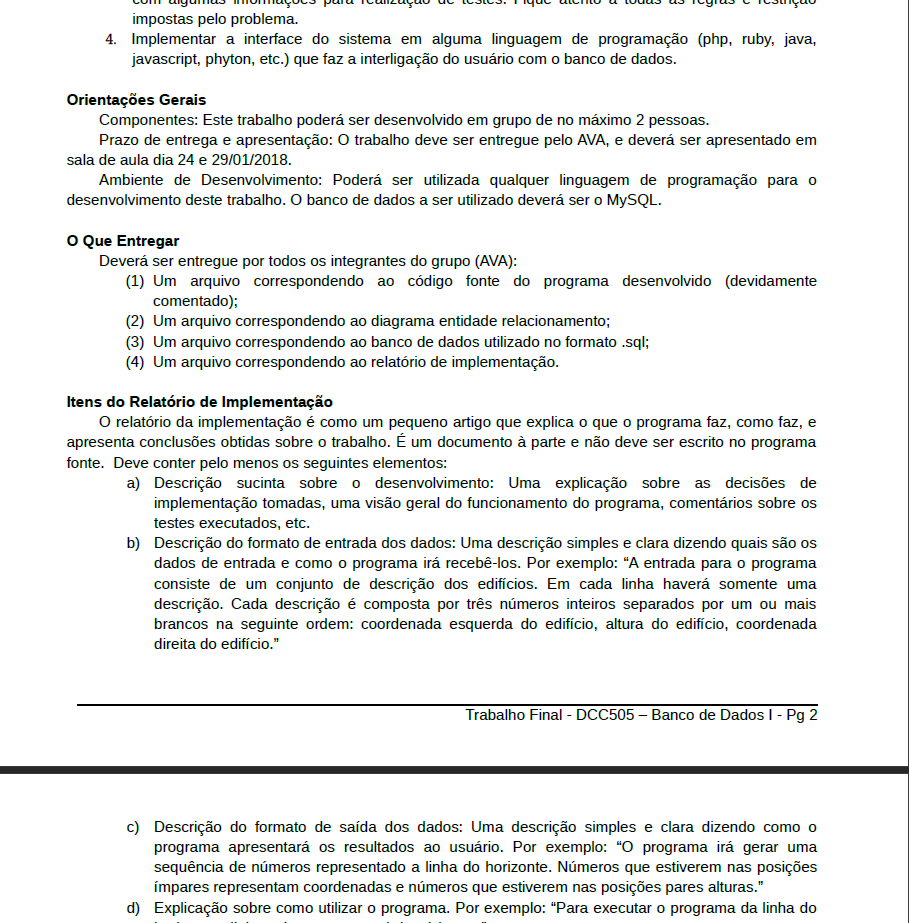 com algumas informações para realização de testes. Fique atento a todas as regras e restrição
impostas pelo problema.
4. Implementar a interface do sistema em alguma linguagem de programação (php, ruby, java,
javascript, phyton, etc.) que faz a interligação do usuário com o banco de dados.
Orientações Gerais
Componentes: Este trabalho poderá ser desenvolvido em grupo de no máximo 2 pessoas.
Prazo de entrega e apresentação: O trabalho deve ser entregue pelo AVA, e deverá ser apresentado em
sala de aula dia 24 e 29/01/2018.
Ambiente de Desenvolvimento: Poderá ser utilizada qualquer linguagem de programação para o
desenvolvimento deste trabalho. O banco de dados a ser utilizado deverá ser o MySQL.
O Que Entregar
Deverá ser entregue por todos os integrantes do grupo (AVA):
(1) Um arquivo correspondendo ao código fonte do programa desenvolvido (devidamente
comentado);
(2) Um arquivo correspondendo ao diagrama entidade relacionamento;
(3) Um arquivo correspondendo ao banco de dados utilizado no formato .sql;
(4) Um arquivo correspondendo ao relatório de implementação.
Itens do Relatório de Implementação
O relatório da implementação é como um pequeno artigo que explica o que o programa faz, como faz, e
apresenta conclusões obtidas sobre o trabalho. É um documento à parte e não deve ser escrito no programa
fonte. Deve conter pelo menos os seguintes elementos:
a) Descrição sucinta sobre o desenvolvimento: Uma explicação sobre as decisões de
implementação tomadas, uma visão geral do funcionamento do programa, comentários sobre os
testes executados, etc.
b) Descrição do formato de entrada dos dados: Uma descrição simples e clara dizendo quais são os
dados de entrada e como o programa irá recebê-los. Por exemplo: “A entrada para o programa
consiste de um conjunto de descrição dos edifícios. Em cada linha haverá somente uma
descrição. Cada descrição é composta por três números inteiros separados por um ou mais
brancos na seguinte ordem: coordenada esquerda do edifício, altura do edifício, coordenada
direita do edifício.”
Trabalho Final - DCC505 – Banco de Dados I - Pg 2
c) Descrição do formato de saída dos dados: Uma descrição simples e clara dizendo como o
programa apresentará os resultados ao usuário. Por exemplo: “O programa irá gerar uma
sequência de números representado a linha do horizonte. Números que estiverem nas posições
ímpares representam coordenadas e números que estiverem nas posições pares alturas.”
d) Explicação sobre como utilizar o programa. Por exemplo: “Para executar o programa da linha do